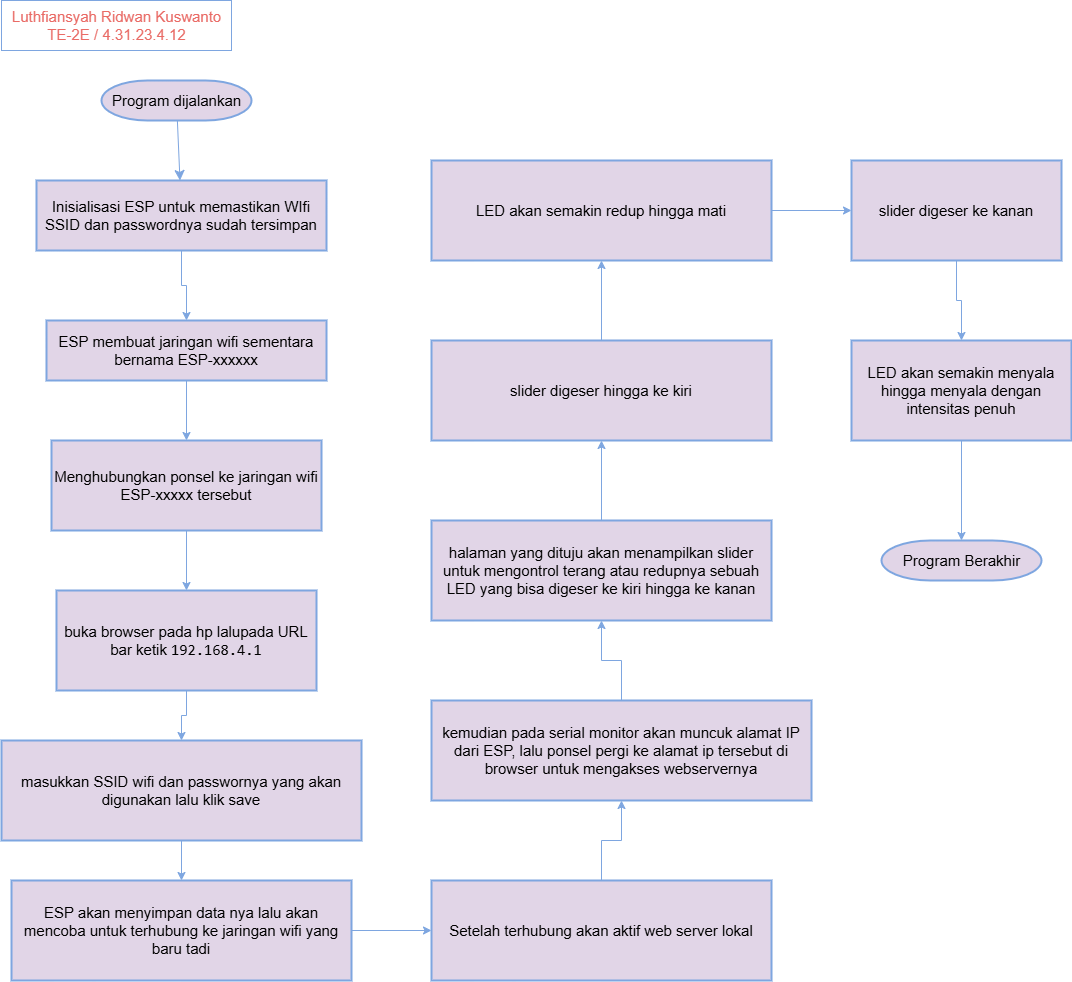 Luthfiansyah Ridwan Kuswanto
TE-2E / 4.31.23.4.12
Program dijalankan
Inisialisasi ESP untuk memastikan WIfi
SSID dan passwordnya sudah tersimpan
ESP membuat jaringan wifi sementara
bernama ESP-xxxxxx
Menghubungkan ponsel ke jaringan wifi
ESP-xxxxx tersebut
buka browser pada hp lalupada URL
bar ketik 192.168.4.1
masukkan SSID wifi dan passwornya yang akan
digunakan lalu klik save
ESP akan menyimpan data nya lalu akan
mencoba untuk terhubung ke jaringan wifi yang
baru tadi
Setelah terhubung akan aktif web server lokal
kemudian pada serial monitor akan muncuk alamat IP
dari ESP, lalu ponsel pergi ke alamat ip tersebut di
browser untuk mengakses webservernya
halaman yang dituju akan menampilkan slider
untuk mengontrol terang atau redupnya sebuah
LED yang bisa digeser ke kiri hingga ke kanan
slider digeser hingga ke kiri
LED akan semakin redup hingga mati
slider digeser ke kanan
LED akan semakin menyala
hingga menyala dengan
intensitas penuh
Program Berakhir